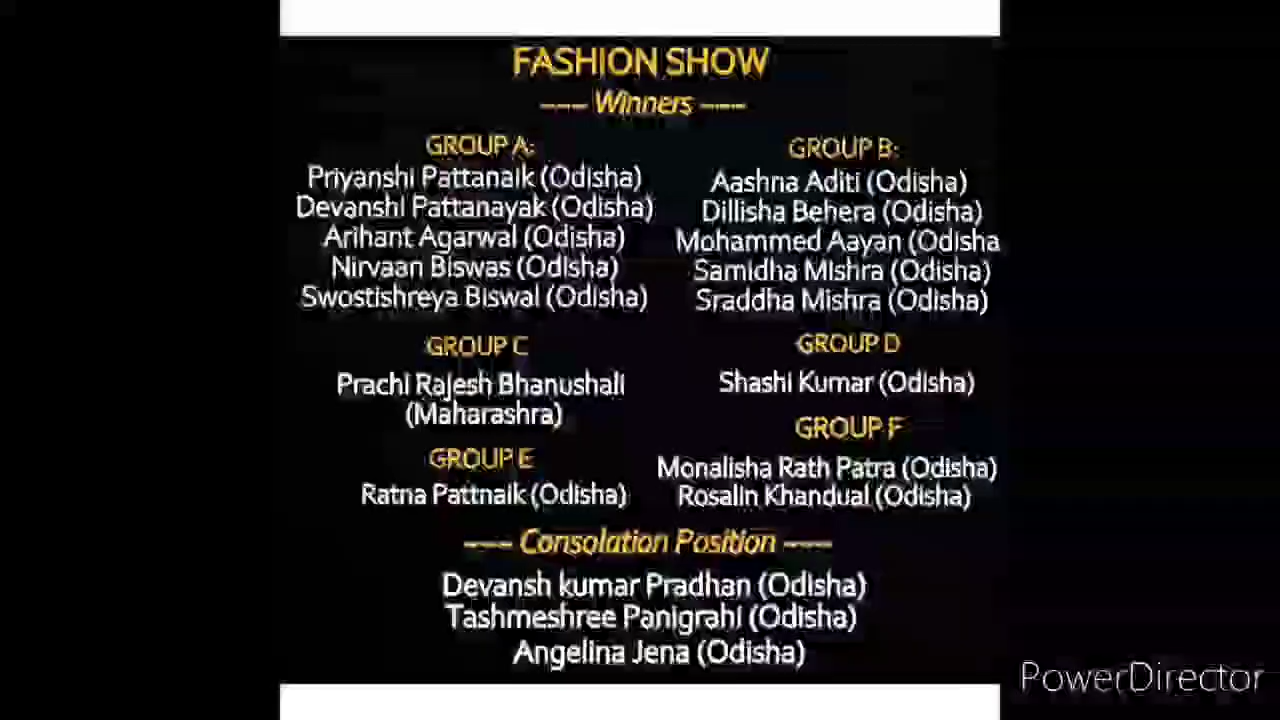 FASHION SHOW
---- Winners ----
GROUP A:
Priyanshi Pattanaik (Odisha)
Devanshi Pattanayak (Odisha)
Arihant Agarwal (Odisha)
Nirvaan Biswas (Odisha)
Swostishreya Biswal (Odisha)
GROUP B:
Aashna Aditi (Odisha)
Dillisha Behera (Odisha)
Mohammed Aayan (Odisha
Samidha Mishra (Odisha)
Sraddha Mishra (Odisha)
GROUP C
Prachi Rajesh Bhanushali
(Maharashra)
GROUP D
Shashi Kumar (Odisha)
GROUP E
Ratna Pattnaik (Odisha)
GROUP F
Monalisha Rath Patra (Odisha)
Rosalin Khandual (Odisha)
---- Consolation Position ----
Devansh kumar Pradhan (Odisha)
Tashmeshree Panigrahi (Odisha)
Angelina Jena (Odisha)
PowerDirector